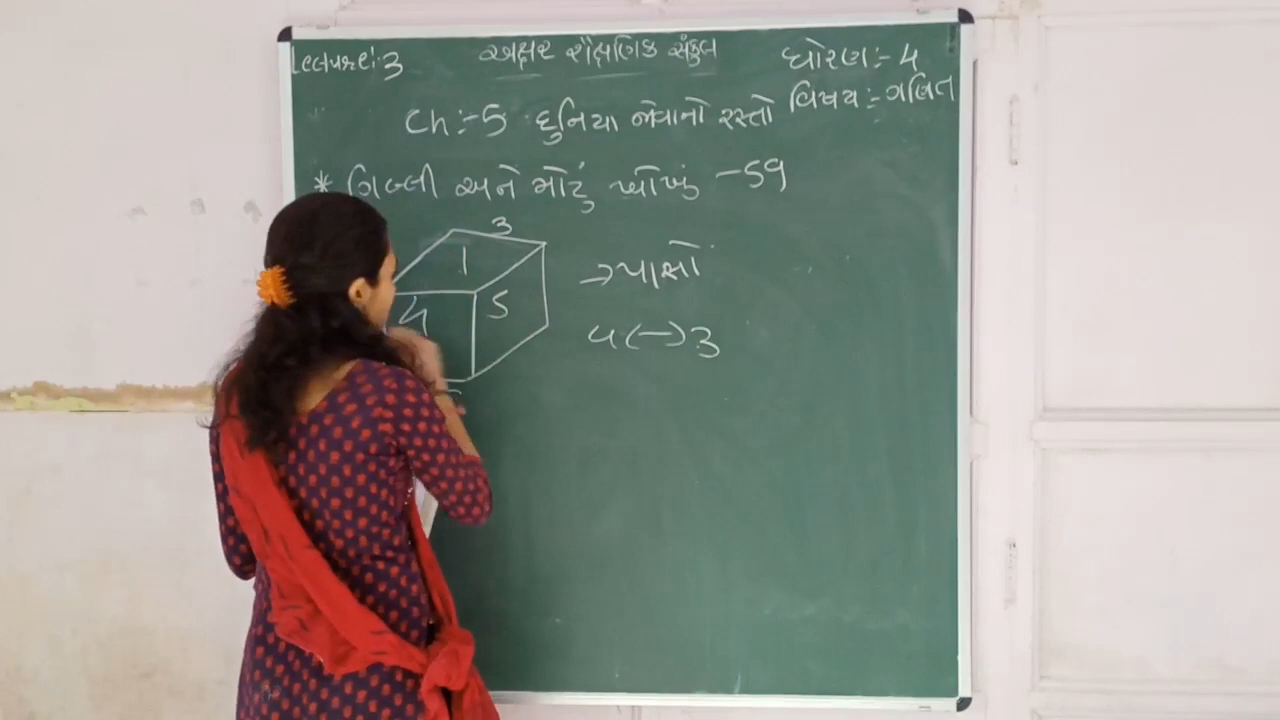 Lecture: 3
અક્ષર શૈક્ષણિક સંકુલ
ધોરણ:- 4
વિષય:- ગણિત
Ch:- 5 દુનિયા જોવાનો રસ્તો
* ગિલ્લી અને મોટું ખોખું - 59
3
1
4 5
→ પાસો
4 (-) 3